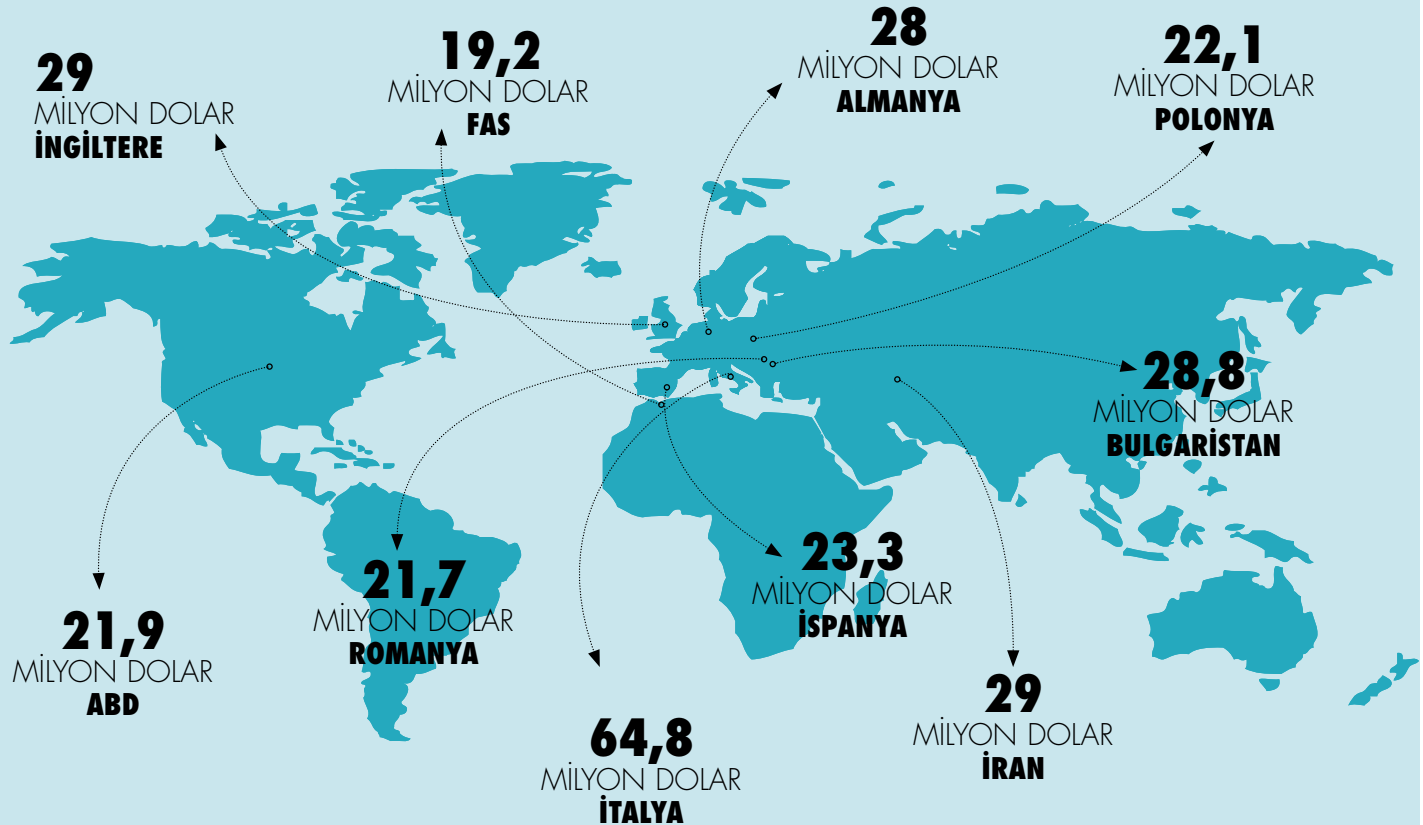 29
MİLYON DOLAR
İNGİLTERE
19,2
MİLYON DOLAR
FAS
28
MİLYON DOLAR
ALMANYA
22,1
MİLYON DOLAR
POLONYA
28,8
MİLYON DOLAR
BULGARİSTAN
21,9
MİLYON DOLAR
ABD
21,7
MİLYON DOLAR
ROMANYA
23,3
MİLYON DOLAR
İSPANYA
64,8
MİLYON DOLAR
İTALYA
29
MİLYON DOLAR
İRAN